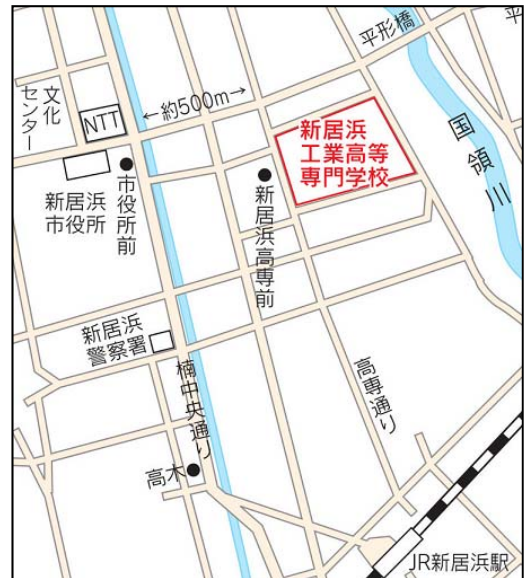 平形橋
平
文化
センター
NTT
←約500m→
新居浜
工業高等
専門学校
国領川
新居浜
市役所
市役所前
新居浜高専前
新居浜
警察署
楠中央通り
高専通り
高木
JR新居浜駅